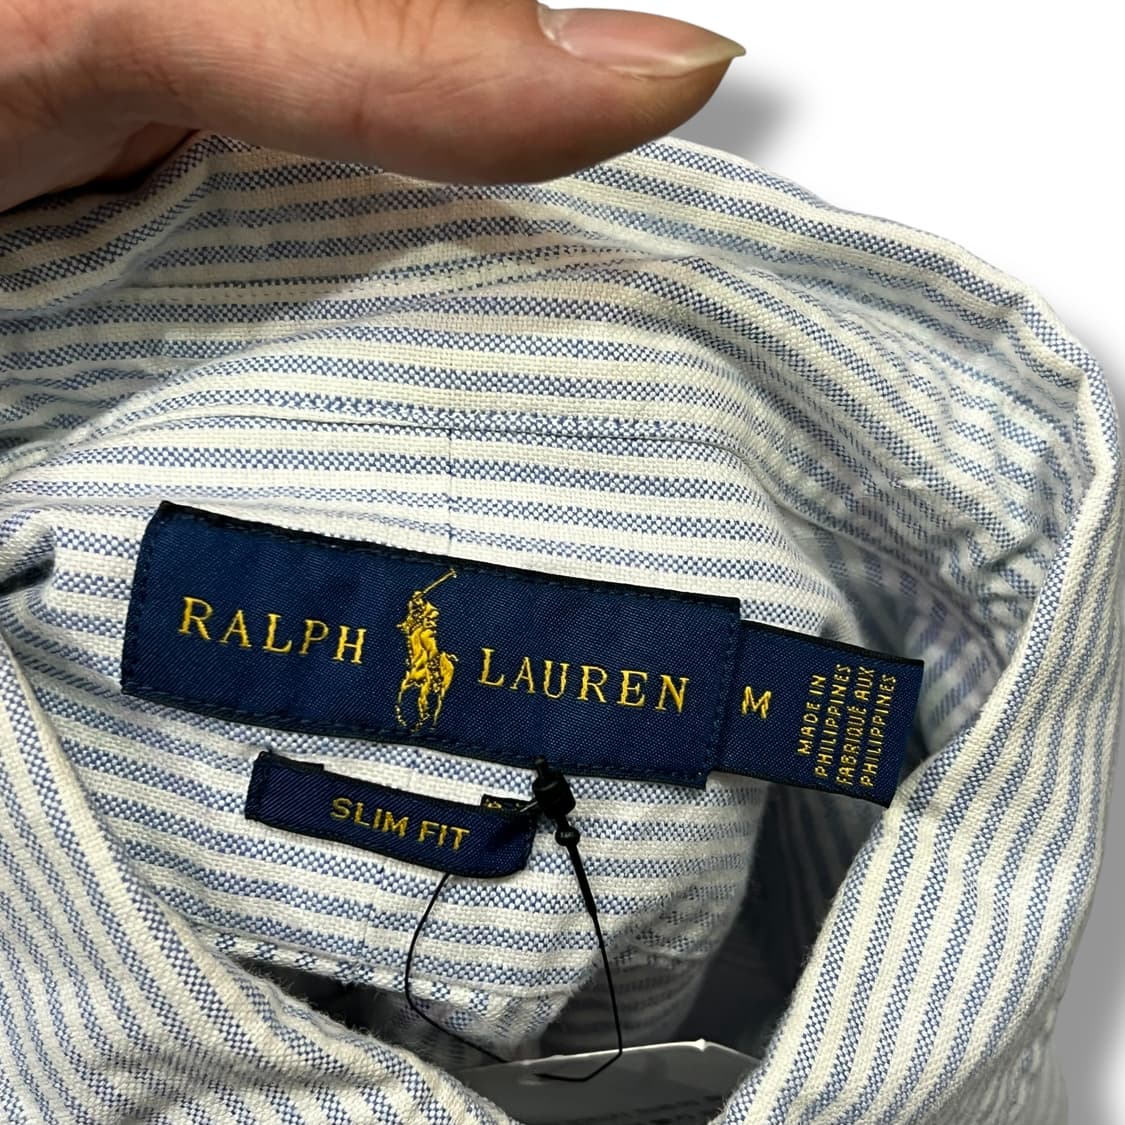 RALPH LAUREN
M
MADE IN
PHILIPPINES
FABRIQUÉ AUX
PHILIPPINES
SLIM FIT